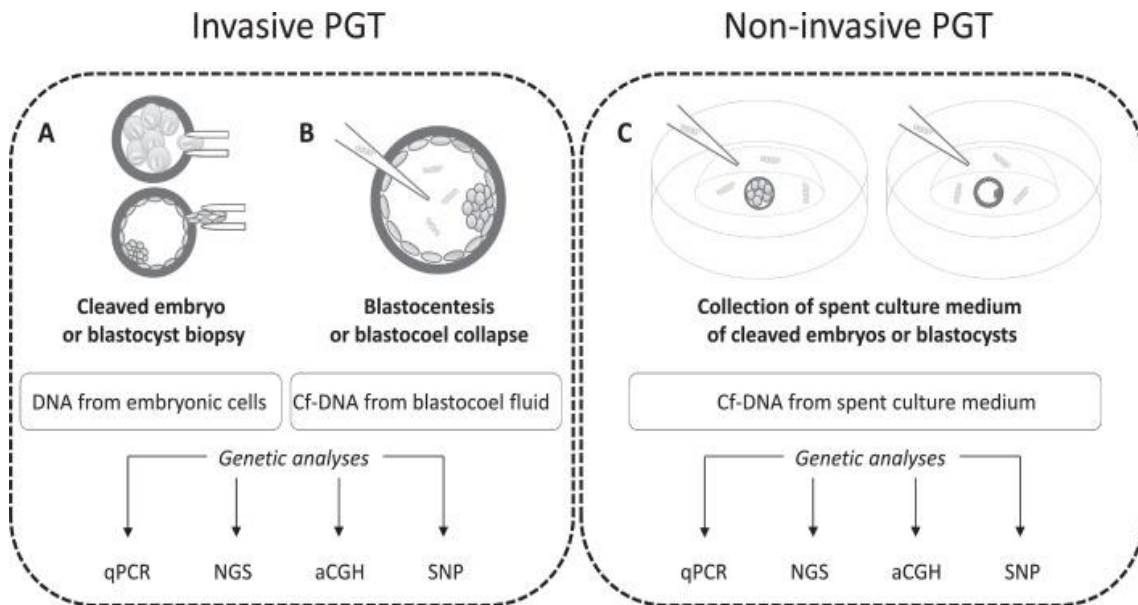 Invasive PGT
Non-invasive PGT
A
B
C
Cleaved embryo
or blastocyst biopsy
Blastocentesis
or blastocoel collapse
Collection of spent culture medium
of cleaved embryos or blastocysts
DNA from embryonic cells
Cf-DNA from blastocoel fluid
Cf-DNA from spent culture medium
Genetic analyses
Genetic analyses
qPCR
NGS
aCGH
SNP
qPCR
NGS
aCGH
SNP